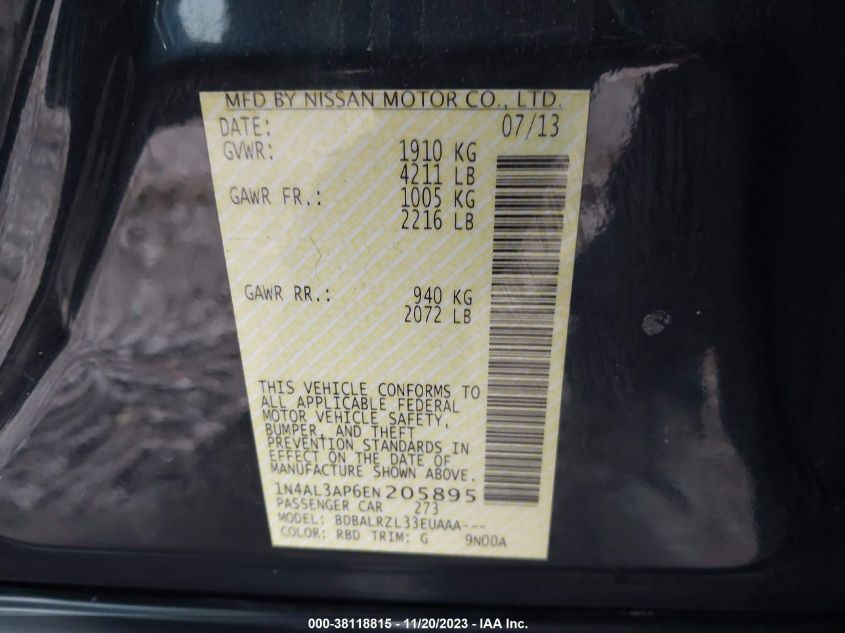 MFD BY NISSAN MOTOR CO., LTD.
DATE: 07/13
GVWR: 1910 KG
4211 LB
GAWR FR.: 1005 KG
2216 LB
GAWR RR.: 940 KG
2072 LB
THIS VEHICLE CONFORMS TO
ALL APPLICABLE FEDERAL
MOTOR VEHICLE SAFETY,
BUMPER, AND THEFT
PREVENTION STANDARDS IN
EFFECT ON THE DATE OF
MANUFACTURE SHOWN ABOVE.
1N4AL3AP6EN205895
PASSENGER CAR 273
MODEL: BDBALRZL33EUAAA---
COLOR: RBD TRIM: G 9N00A
000-38118815 - 11/20/2023 - IAA Inc.